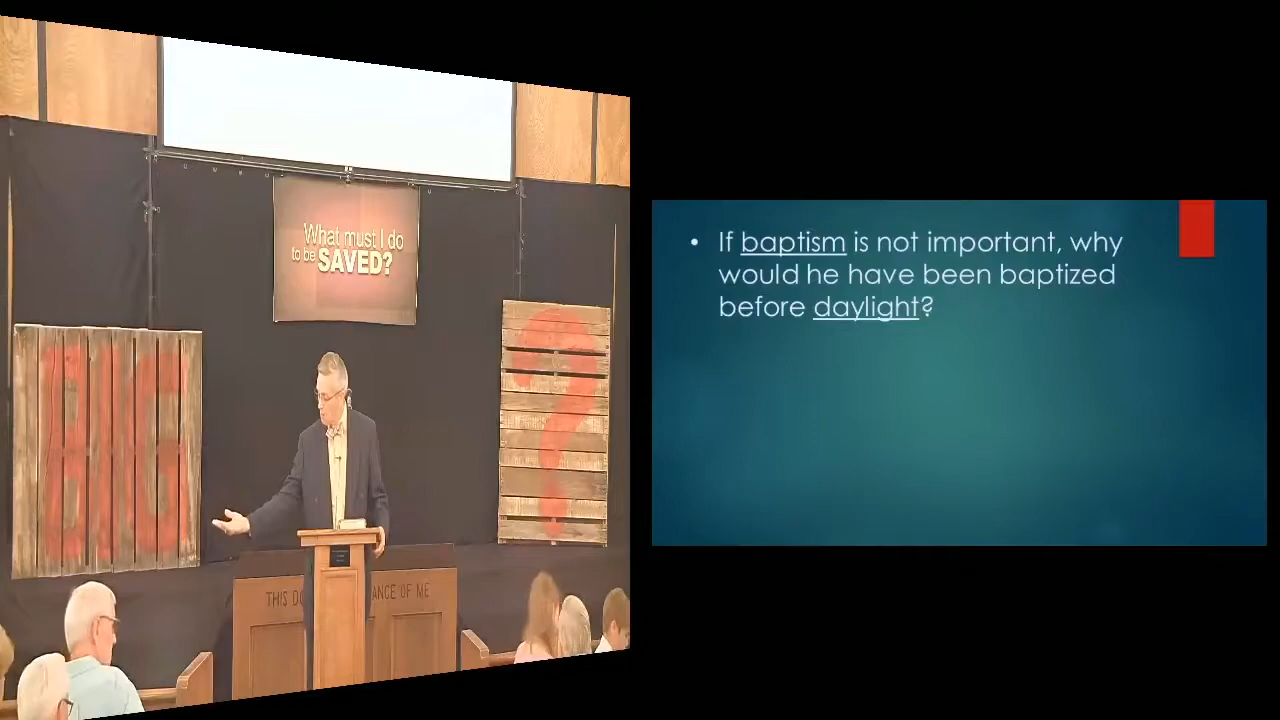 What must I do
to be SAVED?
BIG
?
THIS DO
ANCE OF ME
• If baptism is not important, why
would he have been baptized
before daylight?